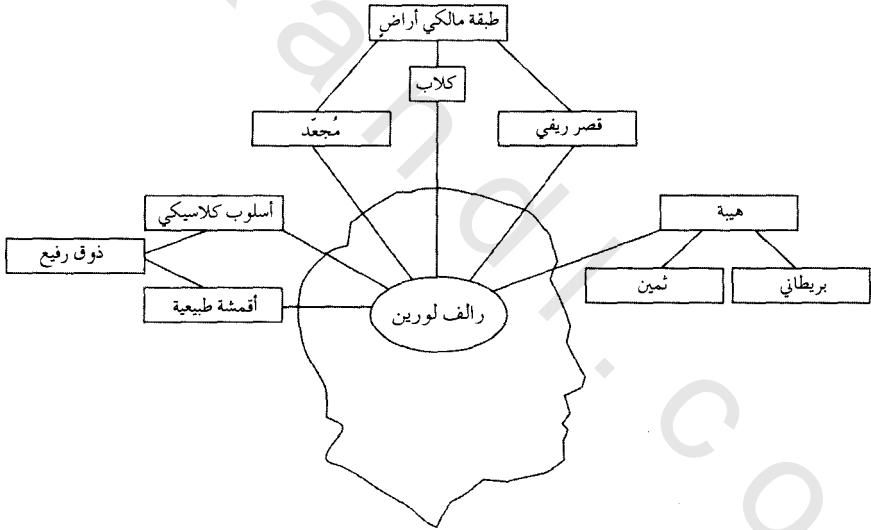 طبقة مالكي أراضٍ
كلاب
مُجعّد
قصر ريفي
أسلوب كلاسيكي
هيبة
ذوق رفيع
أقمشة طبيعية
ثمين
بريطاني
رالف لورين